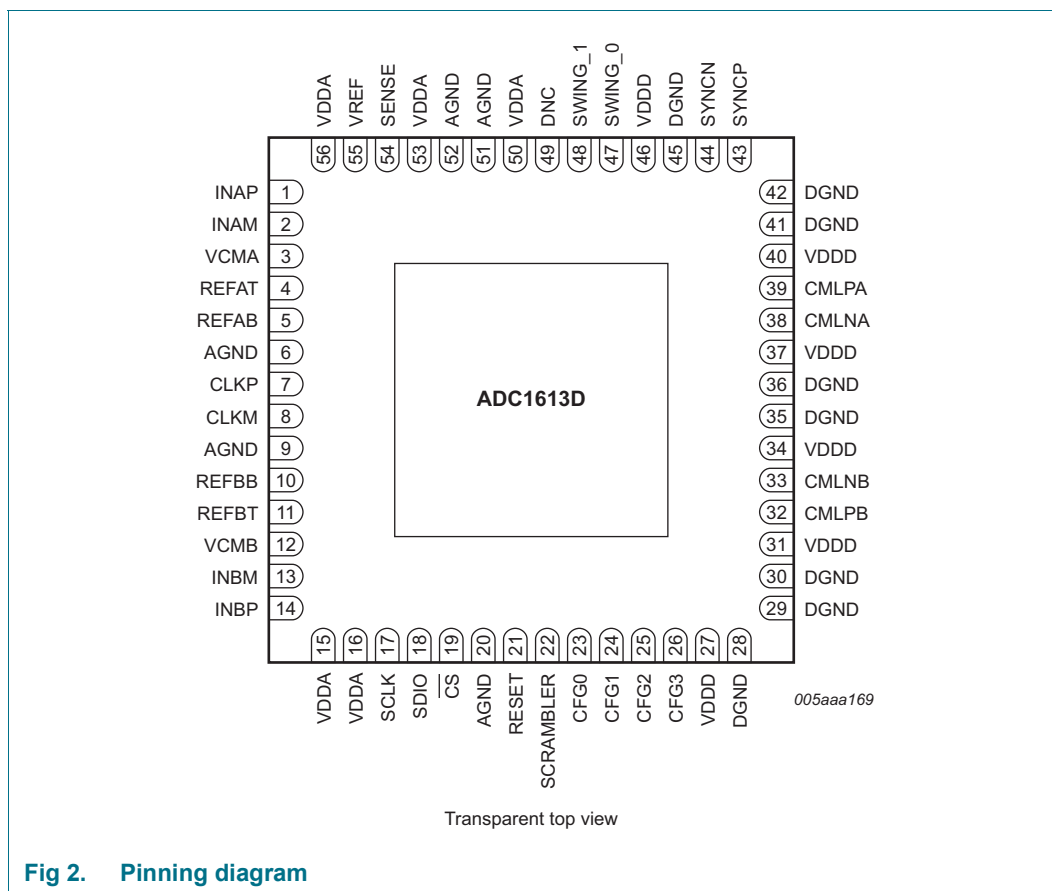 VDDA
VREF
SENSE
VDDA
AGND
AGND
VDDA
DNC
SWING_1
SWING_0
VDDD
DGND
SYNCN
SYNCP
56
55
54
53
52
51
50
49
48
47
46
45
44
43
INAP 1
INAM 2
VCMA 3
REFAT 4
REFAB 5
AGND 6
CLKP 7
CLKM 8
AGND 9
REFBB 10
REFBT 11
VCMB 12
INBM 13
INBP 14
ADC1613D
42 DGND
41 DGND
40 VDDD
39 CMLPA
38 CMLNA
37 VDDD
36 DGND
35 DGND
34 VDDD
33 CMLNB
32 CMLPB
31 VDDD
30 DGND
29 DGND
15
16
17
18
19
20
21
22
23
24
25
26
27
28
VDDA
VDDA
SCLK
SDIO
CS
AGND
RESET
SCRAMBLER
CFG0
CFG1
CFG2
CFG3
VDDD
DGND
005aaa169
Transparent top view
Fig 2. Pinning diagram